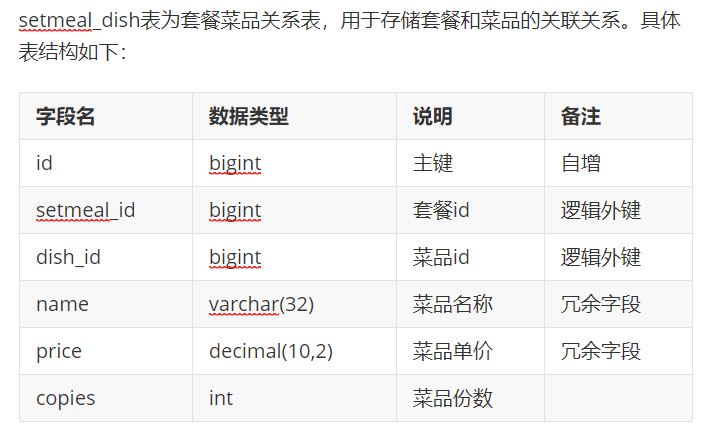 setmeal_dish表为套餐菜品关系表，用于存储套餐和菜品的关联关系。具体
表结构如下：
字段名 数据类型 说明 备注
id bigint 主键 自增
setmeal_id bigint 套餐id 逻辑外键
dish_id bigint 菜品id 逻辑外键
name varchar(32) 菜品名称 冗余字段
price decimal(10,2) 菜品单价 冗余字段
copies int 菜品份数